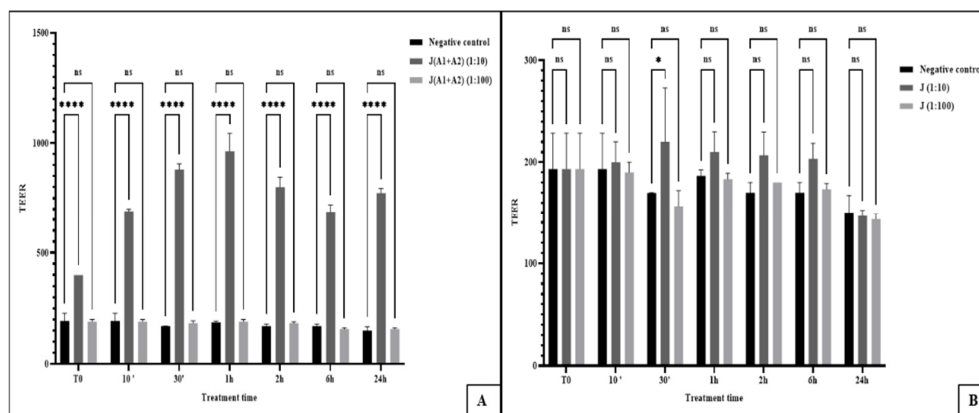 1500
1000
500
0
TEER
ns ns ns ns ns ns ns
**** **** **** **** **** **** ****
Negative control
J(A1+A2) (1:10)
J(A1+A2) (1:100)
T0 10' 30' 1h 2h 6h 24h
Treatment time
A
300
200
100
0
TEER
ns ns ns ns ns ns ns
ns ns * ns ns ns ns
Negative control
J (1:10)
J (1:100)
T0 10' 30' 1h 2h 6h 24h
Treatment time
B